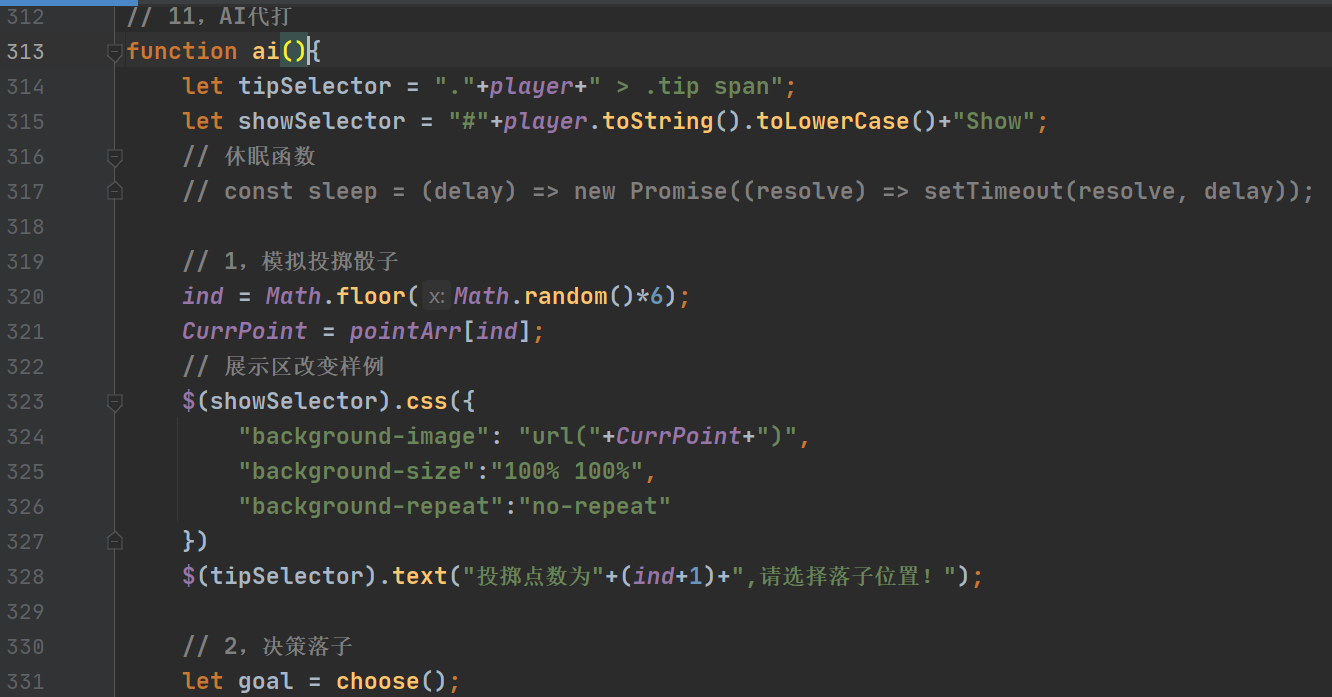 312 // 11, AI代打
313 function ai(){
314 let tipSelector = "."+player+" > .tip span";
315 let showSelector = "#"+player.toString().toLowerCase()+"Show";
316 // 休眠函数
317 // const sleep = (delay) => new Promise((resolve) => setTimeout(resolve, delay));
318
319 // 1, 模拟投掷骰子
320 ind = Math.floor( x: Math.random()*6);
321 CurrPoint = pointArr[ind];
322 // 展示区改变样例
323 $(showSelector).css({
324 "background-image": "url("+CurrPoint+")",
325 "background-size":"100% 100%",
326 "background-repeat":"no-repeat"
327 })
328 $(tipSelector).text("投掷点数为"+(ind+1)+",请选择落子位置！");
329
330 // 2, 决策落子
331 let goal = choose();